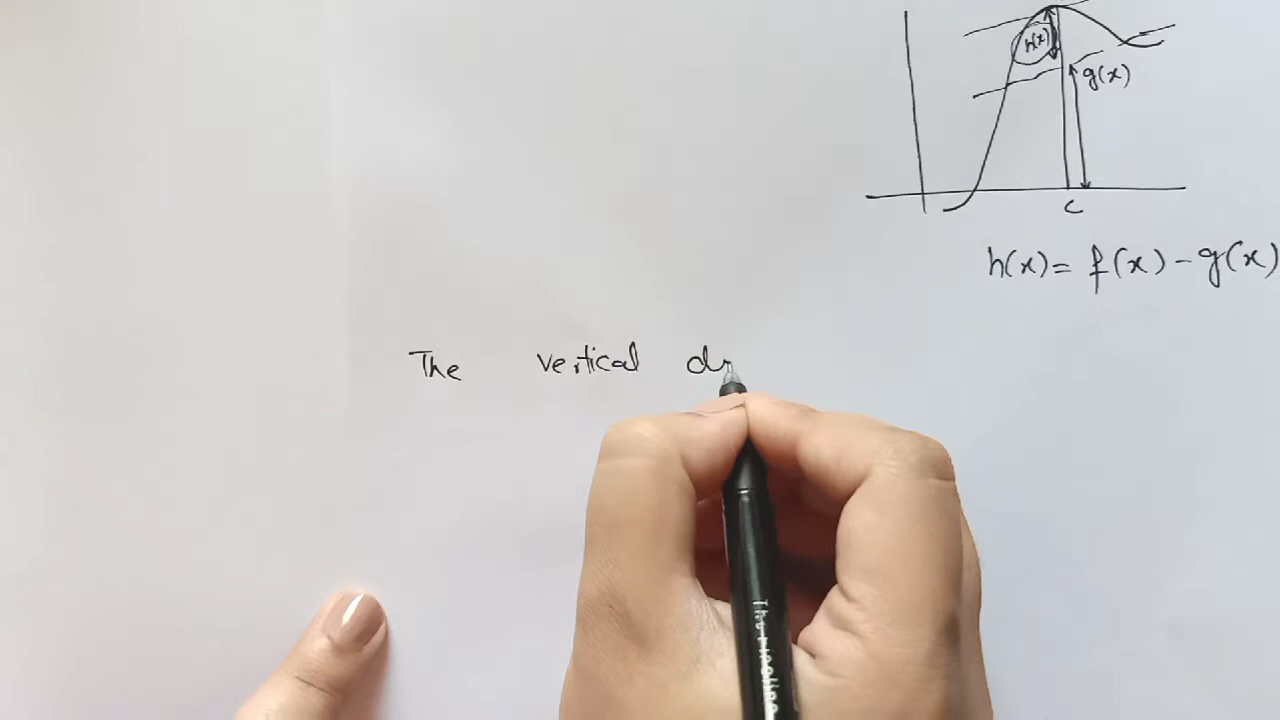 h(x)
g(x)
c
h(x) = f(x) - g(x)
The vertical